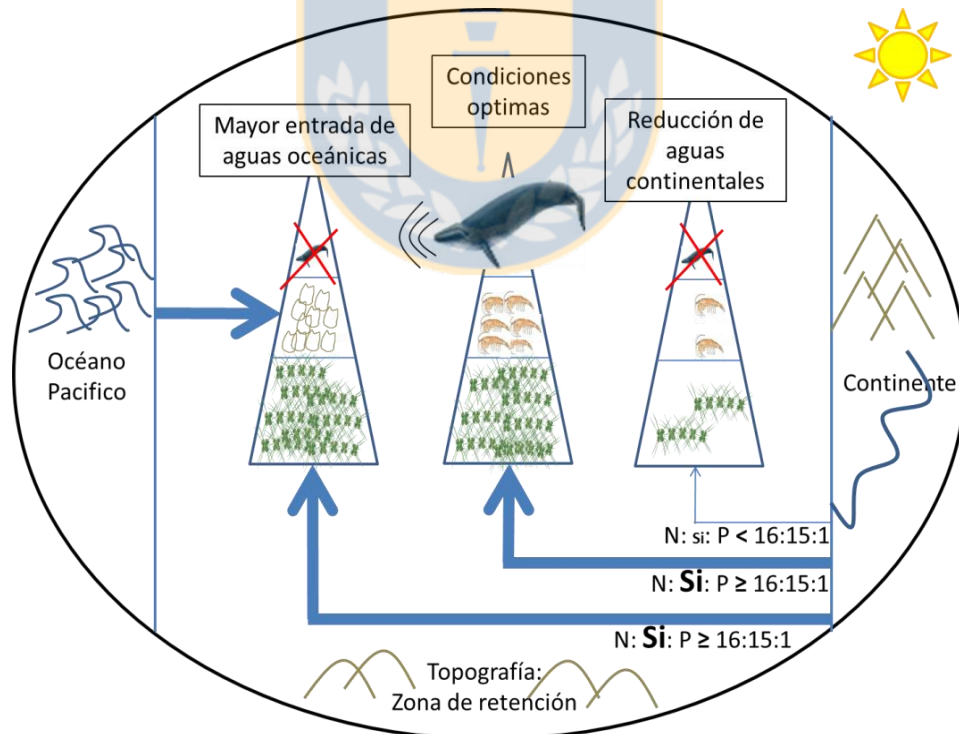 Condiciones
optimas
Mayor entrada de
aguas oceánicas
Reducción de
aguas
continentales
Océano
Pacifico
Continente
N: si: P < 16:15:1
N: Si: P ≥ 16:15:1
N: Si: P ≥ 16:15:1
Topografía:
Zona de retención